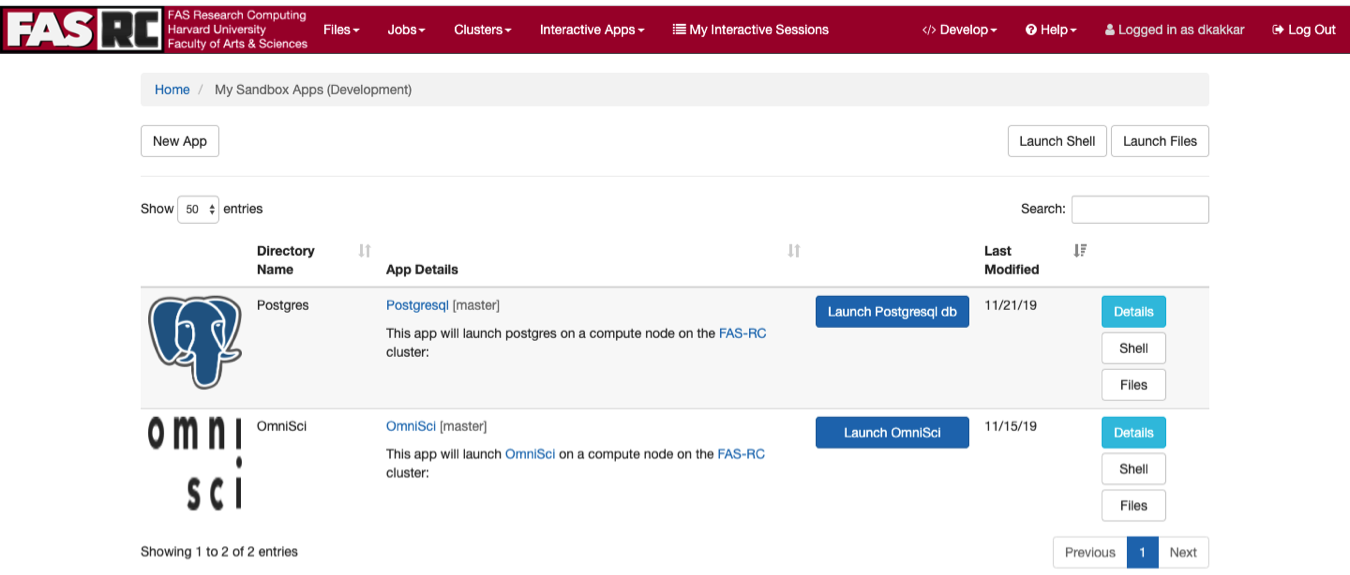 FAS RC
FAS Research Computing
Harvard University
Faculty of Arts & Sciences
Files
Jobs
Clusters
Interactive Apps
My Interactive Sessions
</> Develop
Help
Logged in as dkakkar
Log Out
Home / My Sandbox Apps (Development)
New App
Launch Shell
Launch Files
Show 50 entries
Search:
Directory
Name
App Details
Last
Modified
Postgres
Postgresql [master]
This app will launch postgres on a compute node on the FAS-RC
cluster:
Launch Postgresql db
11/21/19
Details
Shell
Files
omni
sci
OmniSci
OmniSci [master]
This app will launch OmniSci on a compute node on the FAS-RC
cluster:
Launch OmniSci
11/15/19
Details
Shell
Files
Showing 1 to 2 of 2 entries
Previous 1 Next